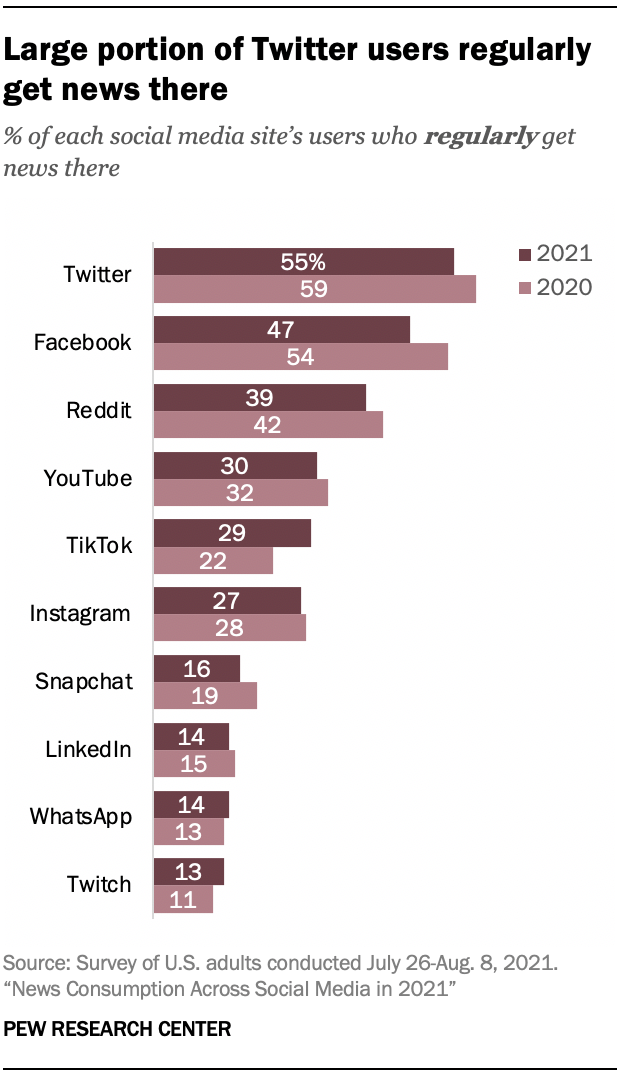 Large portion of Twitter users regularly
get news there
% of each social media site's users who regularly get
news there
2021
2020
Twitter
55%
59
Facebook
47
54
Reddit
39
42
YouTube
30
32
TikTok
29
22
Instagram
27
28
Snapchat
16
19
LinkedIn
14
15
WhatsApp
14
13
Twitch
13
11
Source: Survey of U.S. adults conducted July 26-Aug. 8, 2021.
“News Consumption Across Social Media in 2021”
PEW RESEARCH CENTER